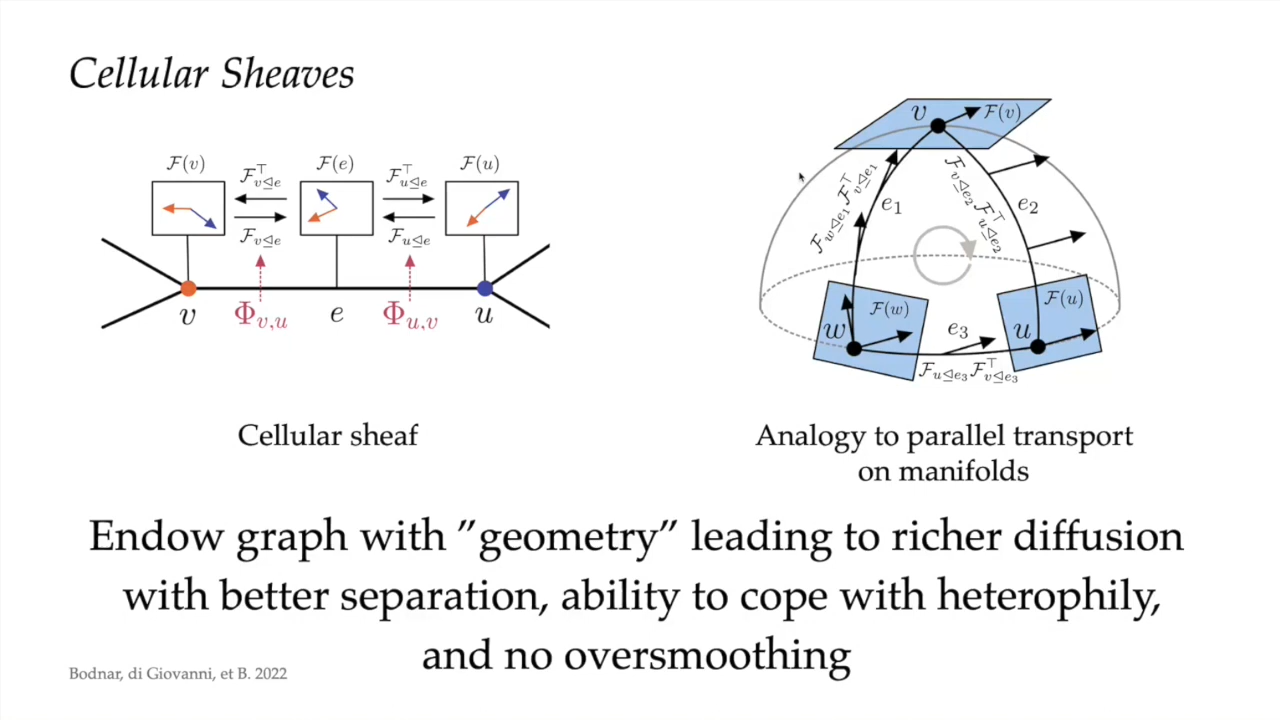 Cellular Sheaves
F(v)
F⊤v⊴e
Fv⊴e
F(e)
F⊤u⊴e
Fu⊴e
F(u)
v
Φv,u
e
Φu,v
u
Cellular sheaf
v
F(v)
Fw⊴e1F⊤v⊴e1
e1
Fv⊴e2F⊤u⊴e2
e2
w
F(w)
e3
u
F(u)
Fu⊴e3F⊤v⊴e3
Analogy to parallel transport
on manifolds
Endow graph with ”geometry” leading to richer diffusion
with better separation, ability to cope with heterophily,
and no oversmoothing
Bodnar, di Giovanni, et B. 2022